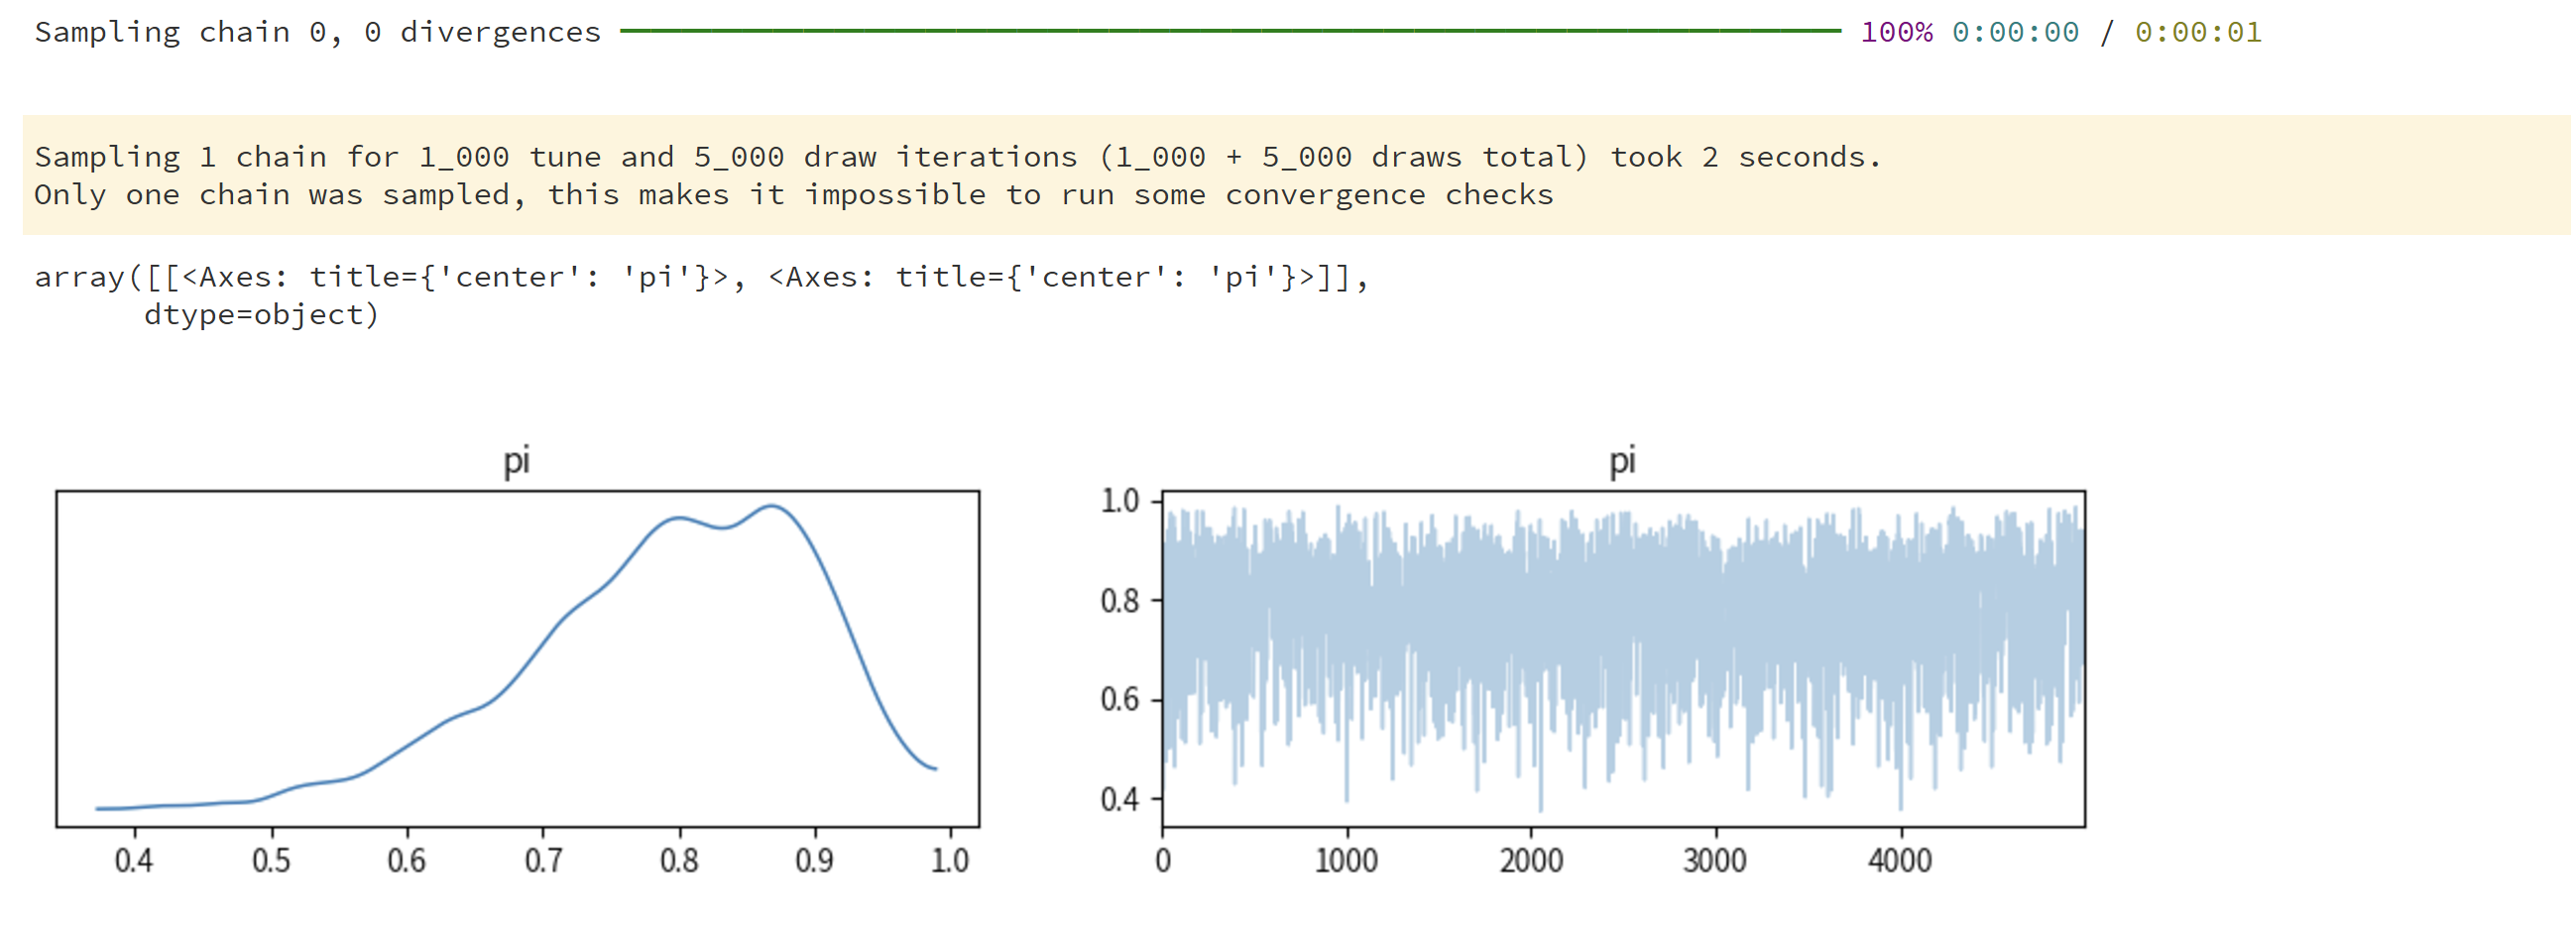 Sampling chain 0, 0 divergences 100% 0:00:00 / 0:00:01
Sampling 1 chain for 1_000 tune and 5_000 draw iterations (1_000 + 5_000 draws total) took 2 seconds.
Only one chain was sampled, this makes it impossible to run some convergence checks
array([[<Axes: title={'center': 'pi'}>, <Axes: title={'center': 'pi'}>]],
dtype=object)
pi
0.4 0.5 0.6 0.7 0.8 0.9 1.0
pi
1.0
0.8
0.6
0.4
0 1000 2000 3000 4000